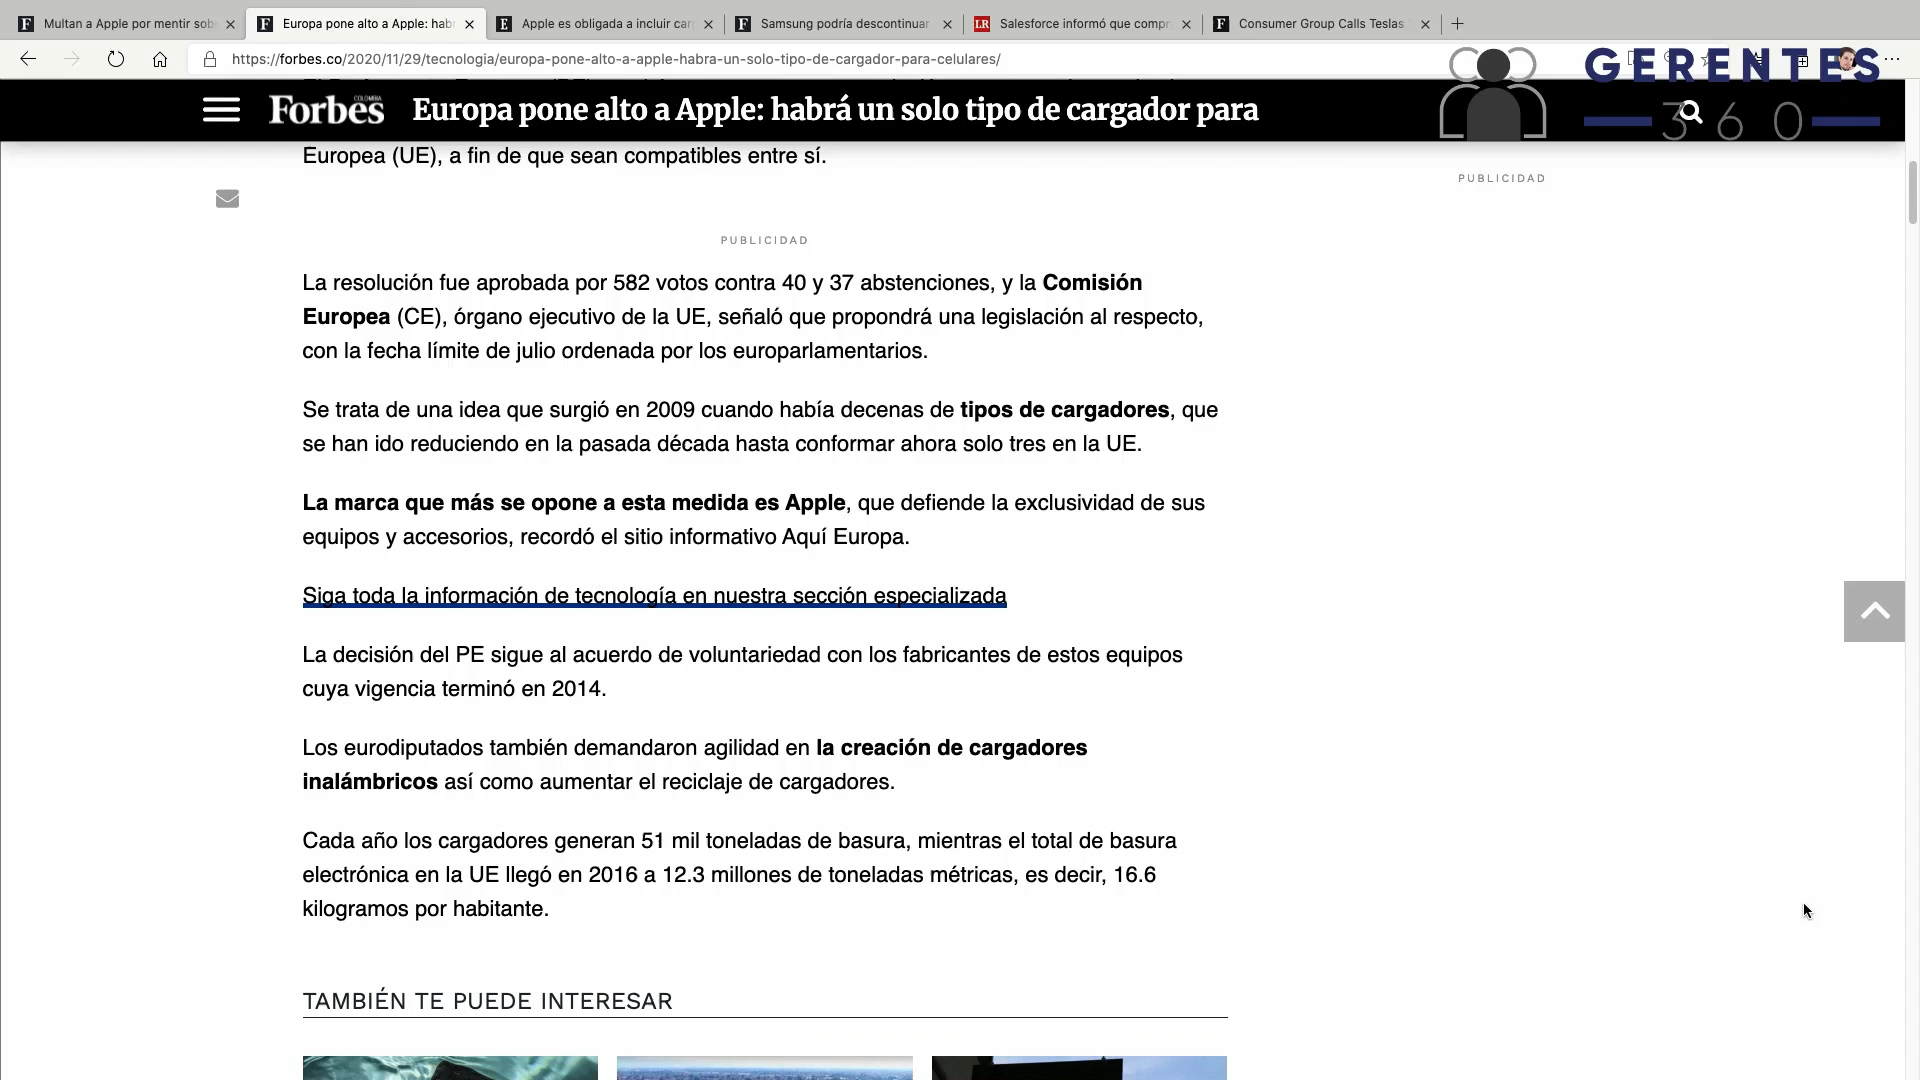 Multan a Apple por mentir sob
Europa pone alto a Apple: hab
Apple es obligada a incluir car
Samsung podría descontinuar
Salesforce informó que compr
Consumer Group Calls Teslas
https://forbes.co/2020/11/29/tecnologia/europa-pone-alto-a-apple-habra-un-solo-tipo-de-cargador-para-celulares/
GERENTES
360
Forbes
COLOMBIA
Europa pone alto a Apple: habrá un solo tipo de cargador para
Europea (UE), a fin de que sean compatibles entre sí.
PUBLICIDAD
PUBLICIDAD
La resolución fue aprobada por 582 votos contra 40 y 37 abstenciones, y la Comisión
Europea (CE), órgano ejecutivo de la UE, señaló que propondrá una legislación al respecto,
con la fecha límite de julio ordenada por los europarlamentarios.
Se trata de una idea que surgió en 2009 cuando había decenas de tipos de cargadores, que
se han ido reduciendo en la pasada década hasta conformar ahora solo tres en la UE.
La marca que más se opone a esta medida es Apple, que defiende la exclusividad de sus
equipos y accesorios, recordó el sitio informativo Aquí Europa.
Siga toda la información de tecnología en nuestra sección especializada
La decisión del PE sigue al acuerdo de voluntariedad con los fabricantes de estos equipos
cuya vigencia terminó en 2014.
Los eurodiputados también demandaron agilidad en la creación de cargadores
inalámbricos así como aumentar el reciclaje de cargadores.
Cada año los cargadores generan 51 mil toneladas de basura, mientras el total de basura
electrónica en la UE llegó en 2016 a 12.3 millones de toneladas métricas, es decir, 16.6
kilogramos por habitante.
TAMBIÉN TE PUEDE INTERESAR